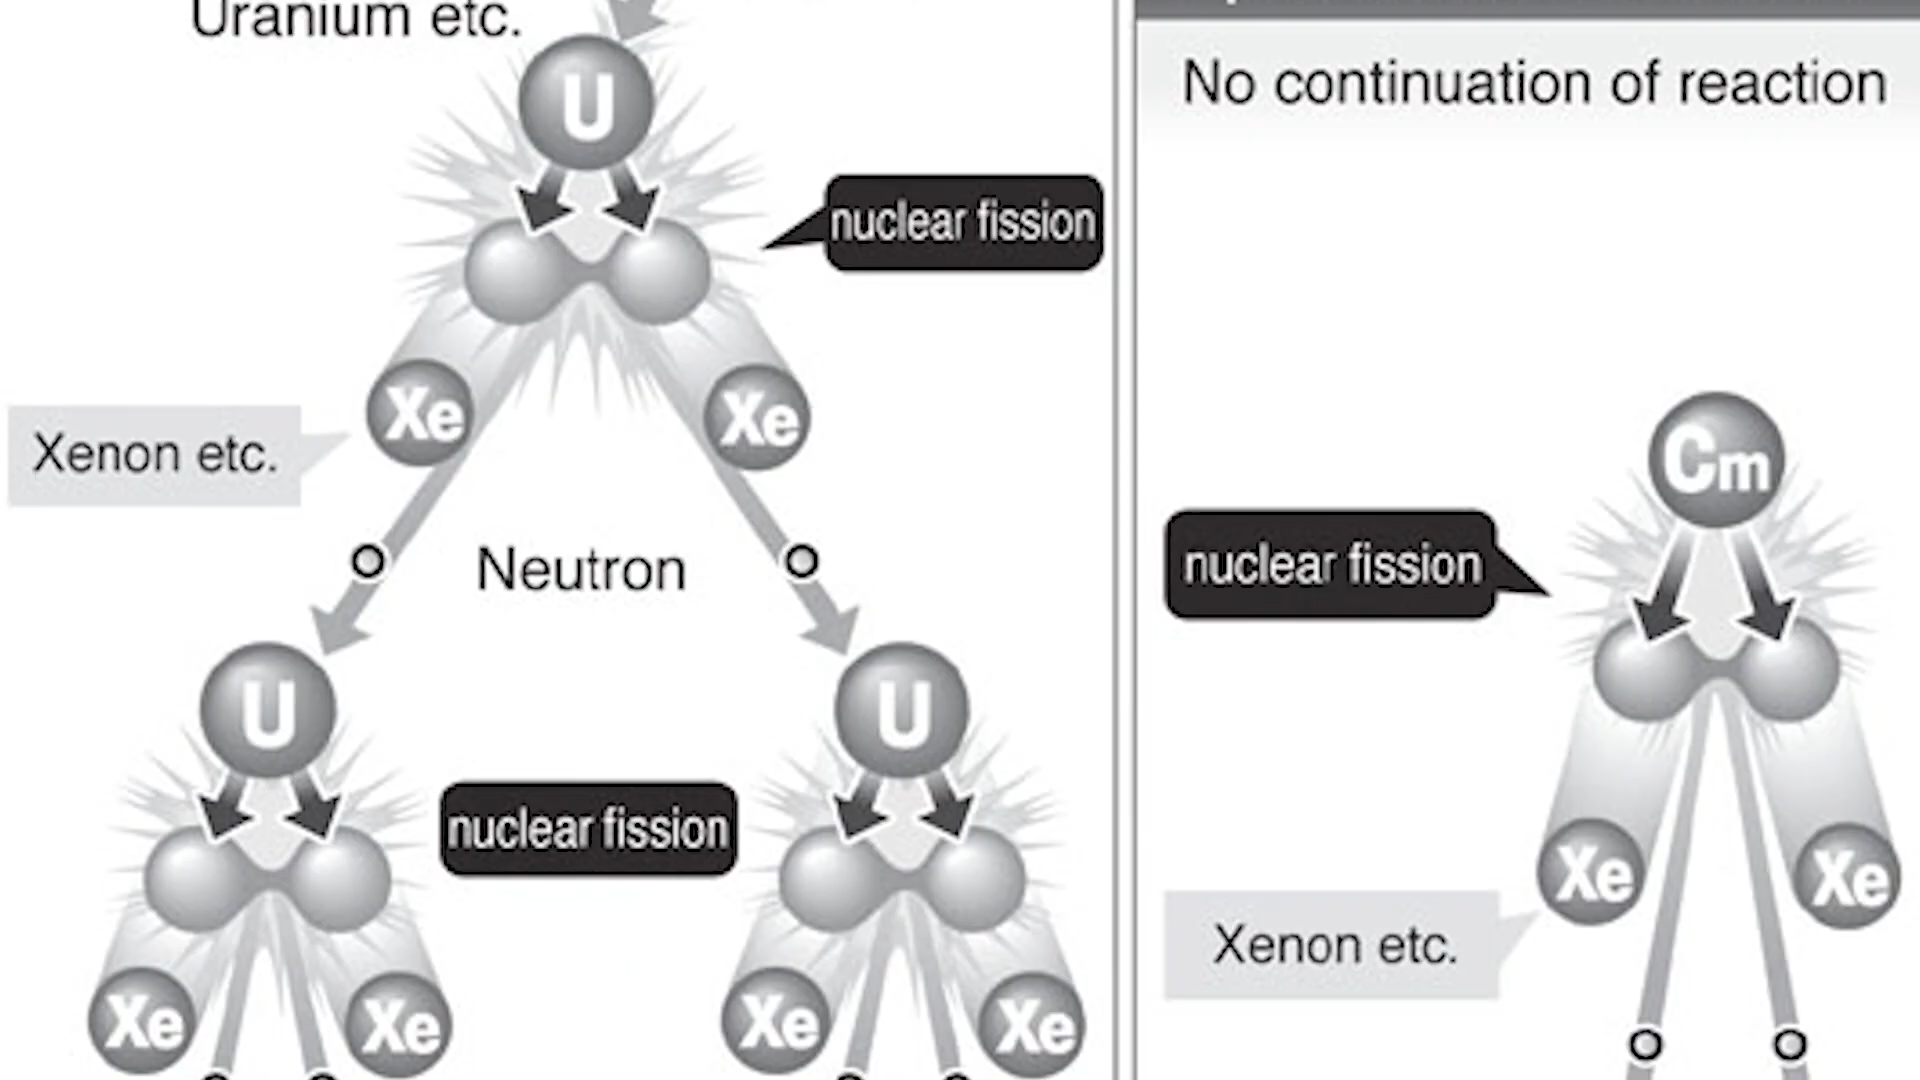 Uranium etc.
U
nuclear fission
Xe
Xe
Xenon etc.
Neutron
U
U
nuclear fission
Xe
Xe
Xe
Xe
No continuation of reaction
Cm
nuclear fission
Xe
Xe
Xenon etc.